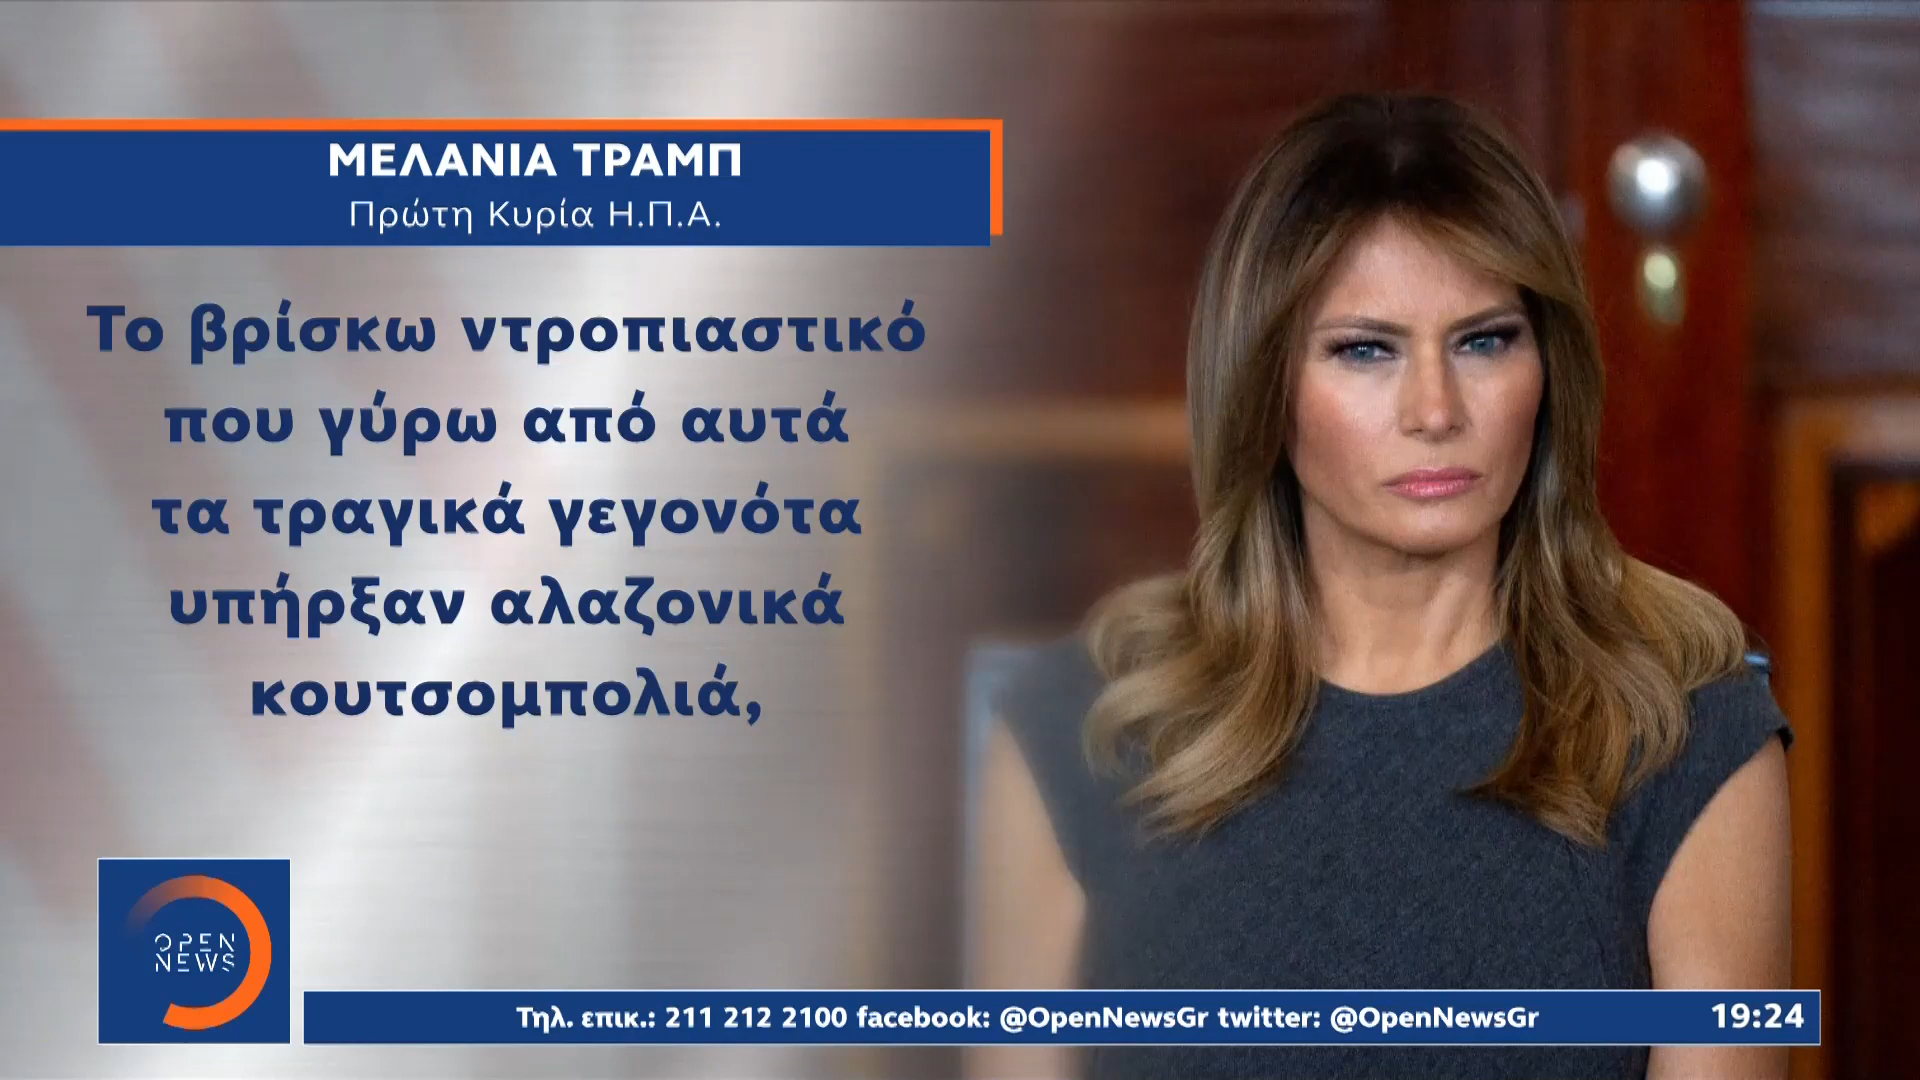 ΜΕΛΑΝΙΑ ΤΡΑΜΠ
Πρώτη Κυρία Η.Π.Α.
Το βρίσκω ντροπιαστικό
που γύρω από αυτά
τα τραγικά γεγονότα
υπήρξαν αλαζονικά
κουτσομπολιά,
OPEN
NEWS
Τηλ. επικ.: 211 212 2100 facebook: @OpenNewsGr twitter: @OpenNewsGr
19:24